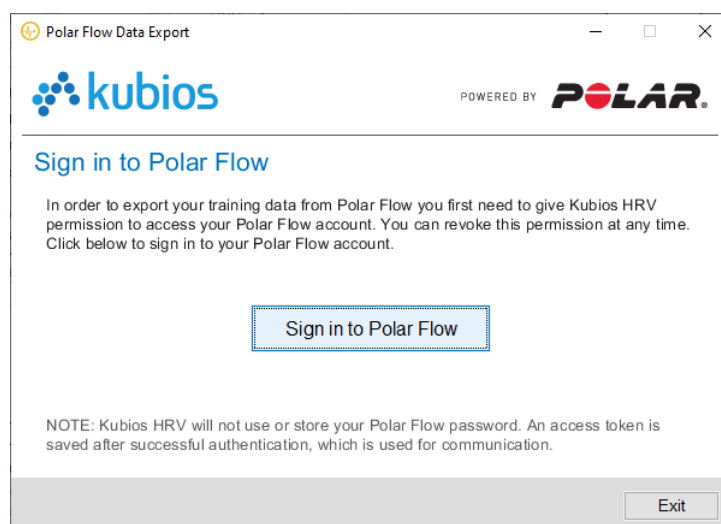 Polar Flow Data Export
kubios
POWERED BY POLAR®
Sign in to Polar Flow
In order to export your training data from Polar Flow you first need to give Kubios HRV
permission to access your Polar Flow account. You can revoke this permission at any time.
Click below to sign in to your Polar Flow account.
Sign in to Polar Flow
NOTE: Kubios HRV will not use or store your Polar Flow password. An access token is
saved after successful authentication, which is used for communication.
Exit